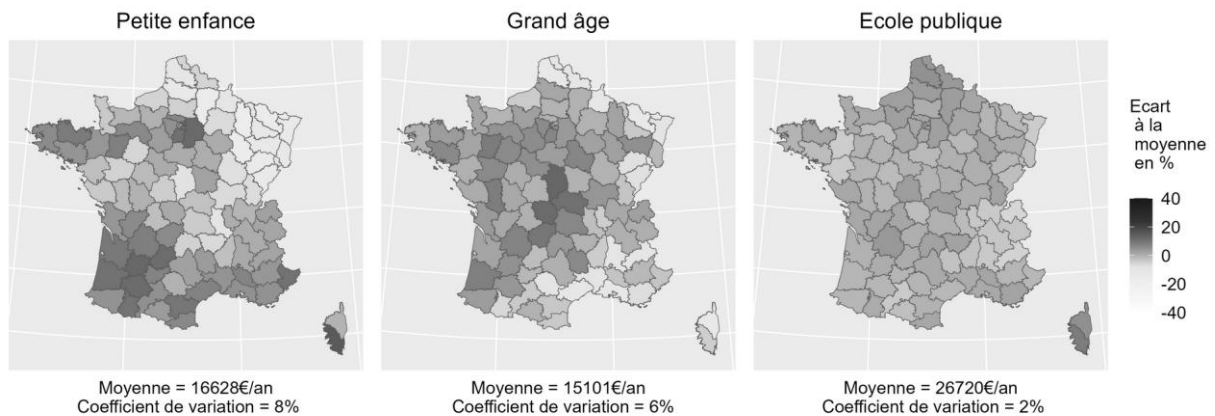 Petite enfance
Grand âge
Ecole publique
Ecart
à la
moyenne
en %
40
20
0
-20
-40
Moyenne = 16628€/an
Coefficient de variation = 8%
Moyenne = 15101€/an
Coefficient de variation = 6%
Moyenne = 26720€/an
Coefficient de variation = 2%